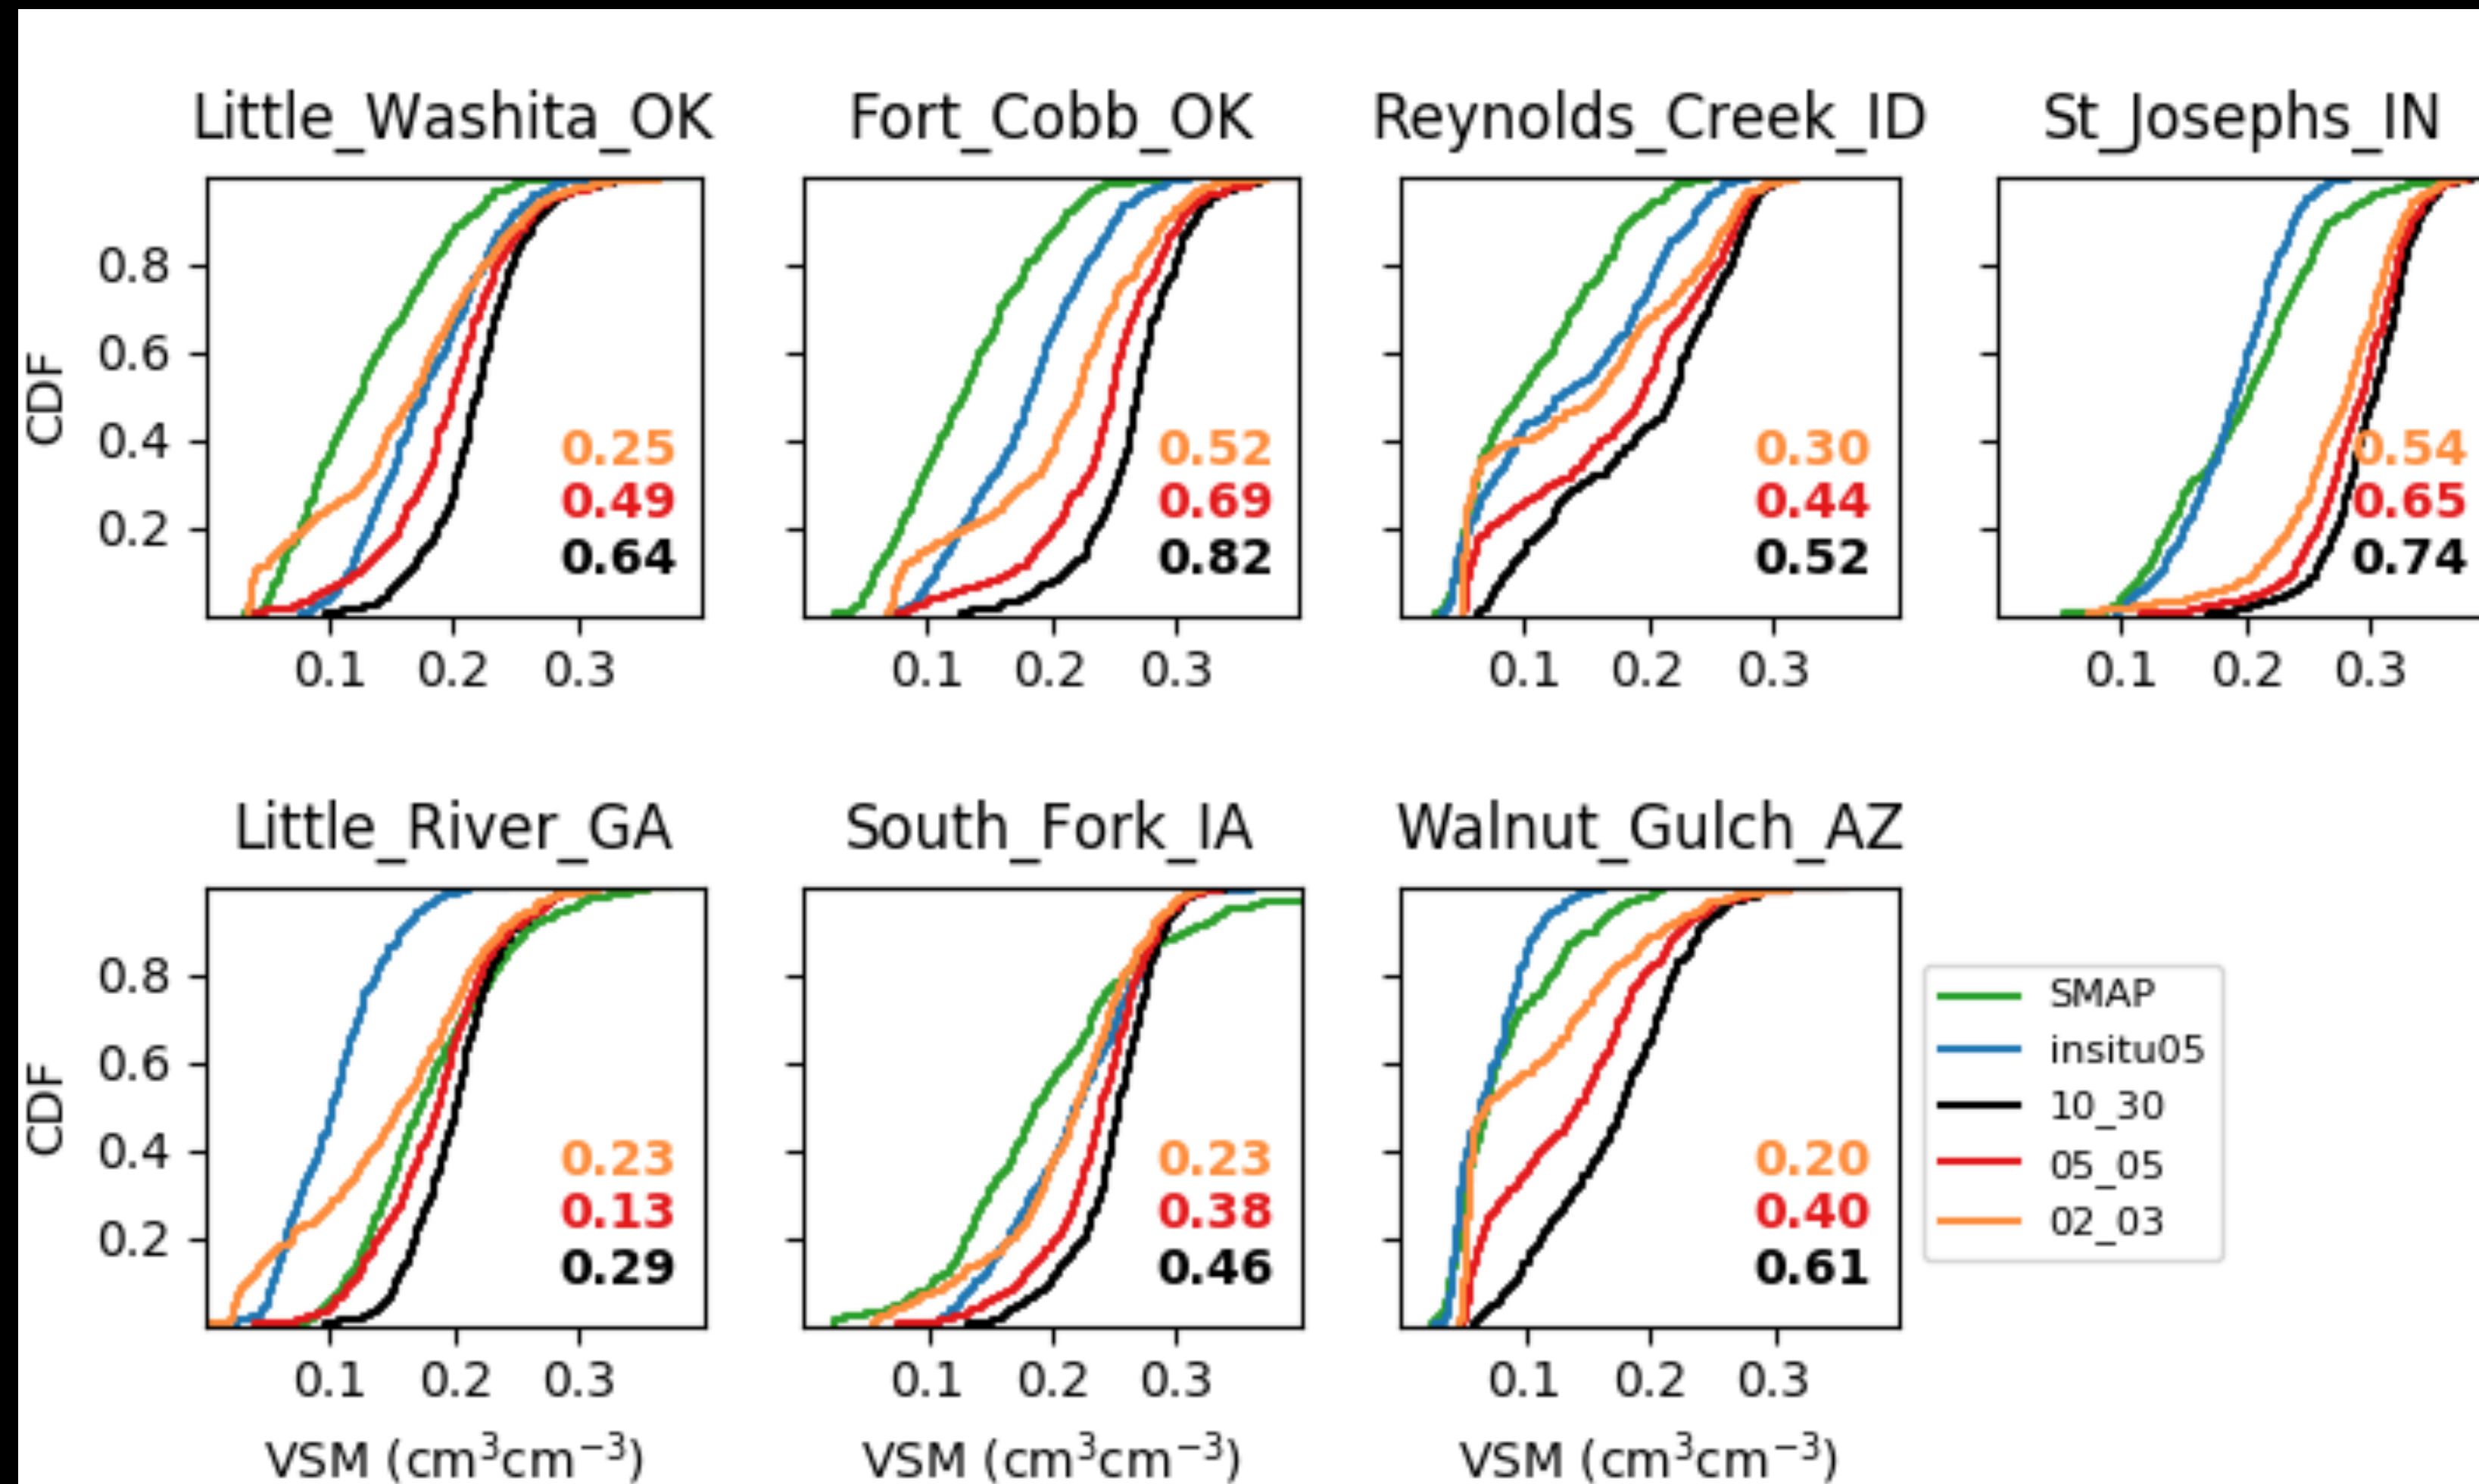 Little_Washita_OK
Fort_Cobb_OK
Reynolds_Creek_ID
St_Josephs_IN
CDF
0.8
0.6
0.4
0.2
0.25
0.49
0.64
0.52
0.69
0.82
0.30
0.44
0.52
0.54
0.65
0.74
0.1 0.2 0.3
0.1 0.2 0.3
0.1 0.2 0.3
0.1 0.2 0.3
Little_River_GA
South_Fork_IA
Walnut_Gulch_AZ
CDF
0.8
0.6
0.4
0.2
0.23
0.13
0.29
0.23
0.38
0.46
0.20
0.40
0.61
SMAP
insitu05
10_30
05_05
02_03
0.1 0.2 0.3
0.1 0.2 0.3
0.1 0.2 0.3
VSM (cm³cm⁻³)
VSM (cm³cm⁻³)
VSM (cm³cm⁻³)